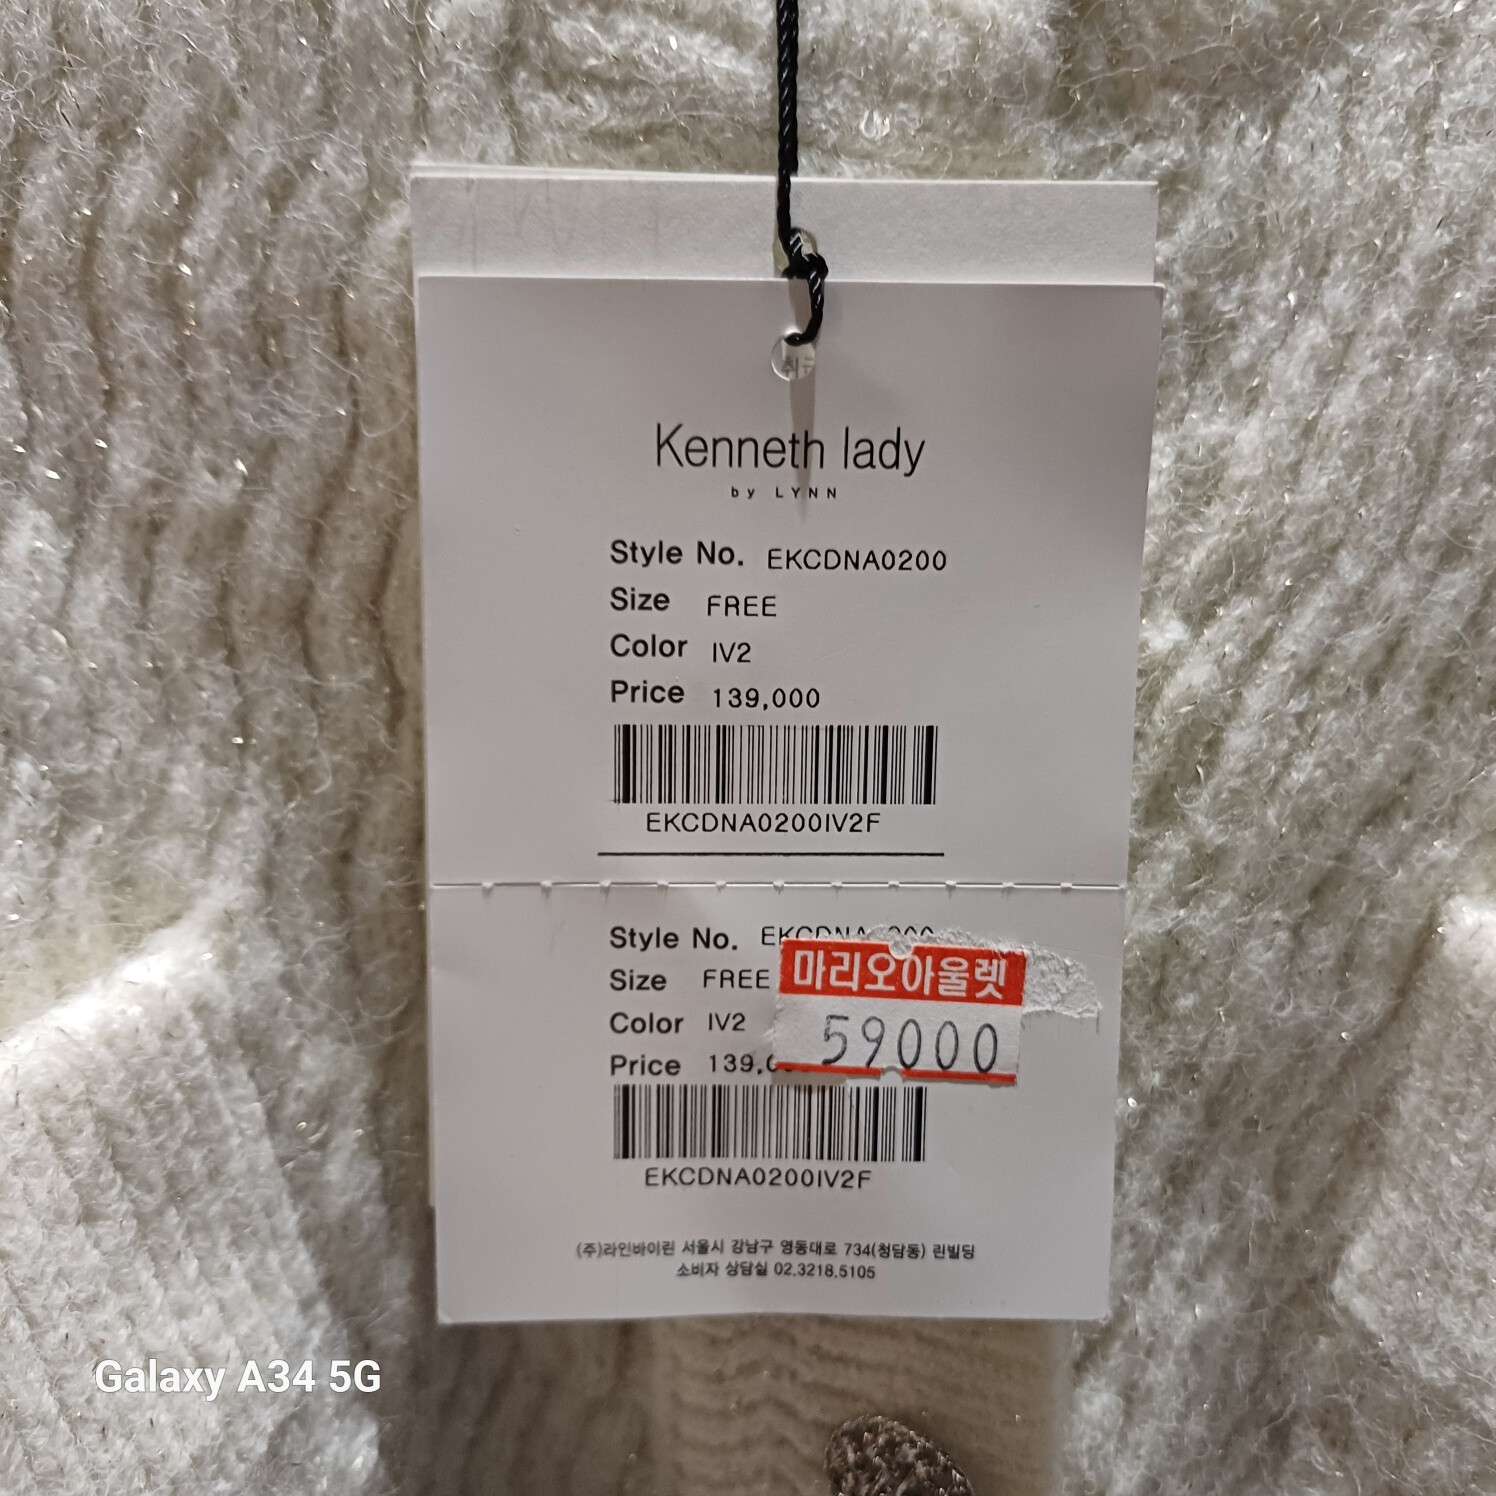 취급
Kenneth lady
by LYNN
Style No. EKCDNA0200
Size FREE
Color IV2
Price 139,000
EKCDNA0200IV2F
Style No.
마리오아울렛
Size FREE
Color IV2
59000
Price
EKCDNA0200IV2F
(주)라인바이린 서울시 강남구 영동대로 734(청담동) 린빌딩
소비자 상담실 02.3218.5105
Galaxy A34 5G